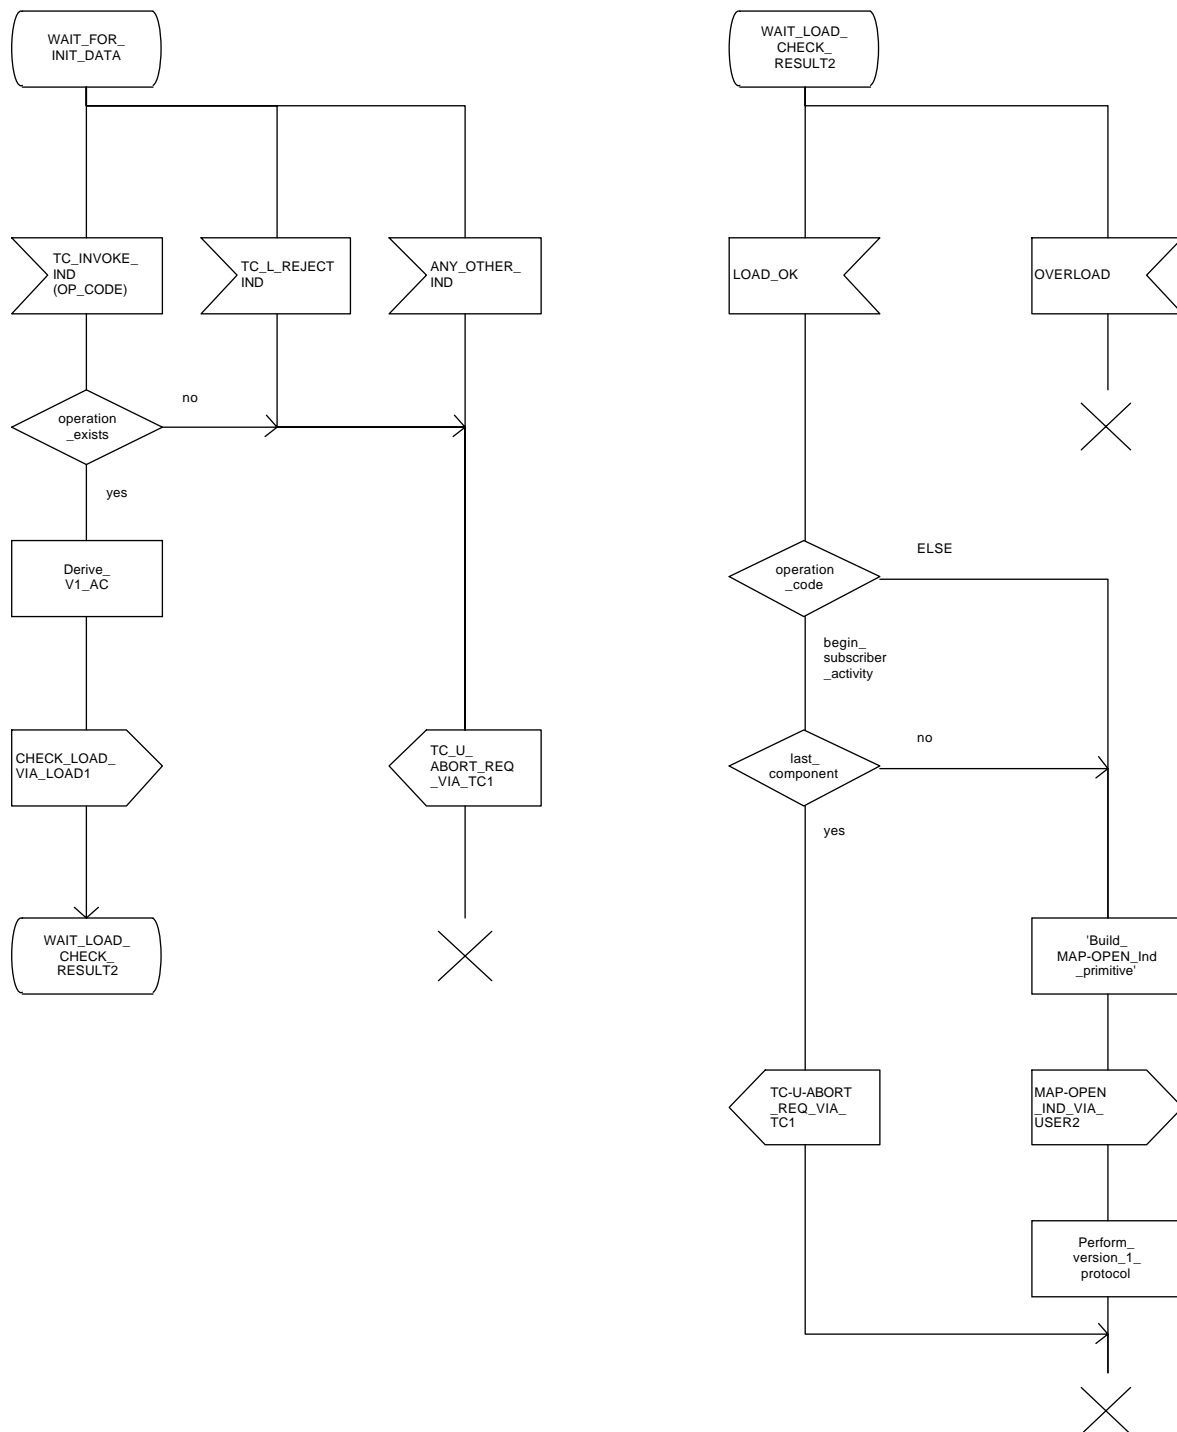 WAIT_FOR_
INIT_DATA
TC_INVOKE_
IND
(OP_CODE)
TC_L_REJECT
IND
ANY_OTHER_
IND
operation
_exists
no
yes
Derive_
V1_AC
CHECK_LOAD_
VIA_LOAD1
TC_U_
ABORT_REQ
_VIA_TC1
WAIT_LOAD_
CHECK_
RESULT2
WAIT_LOAD_
CHECK_
RESULT2
LOAD_OK
OVERLOAD
operation
_code
ELSE
begin_
subscriber
_activity
last_
component
no
yes
'Build_
MAP-OPEN_Ind
_primitive'
TC-U-ABORT
_REQ_VIA_
TC1
MAP-OPEN
_IND_VIA_
USER2
Perform_
version_1_
protocol